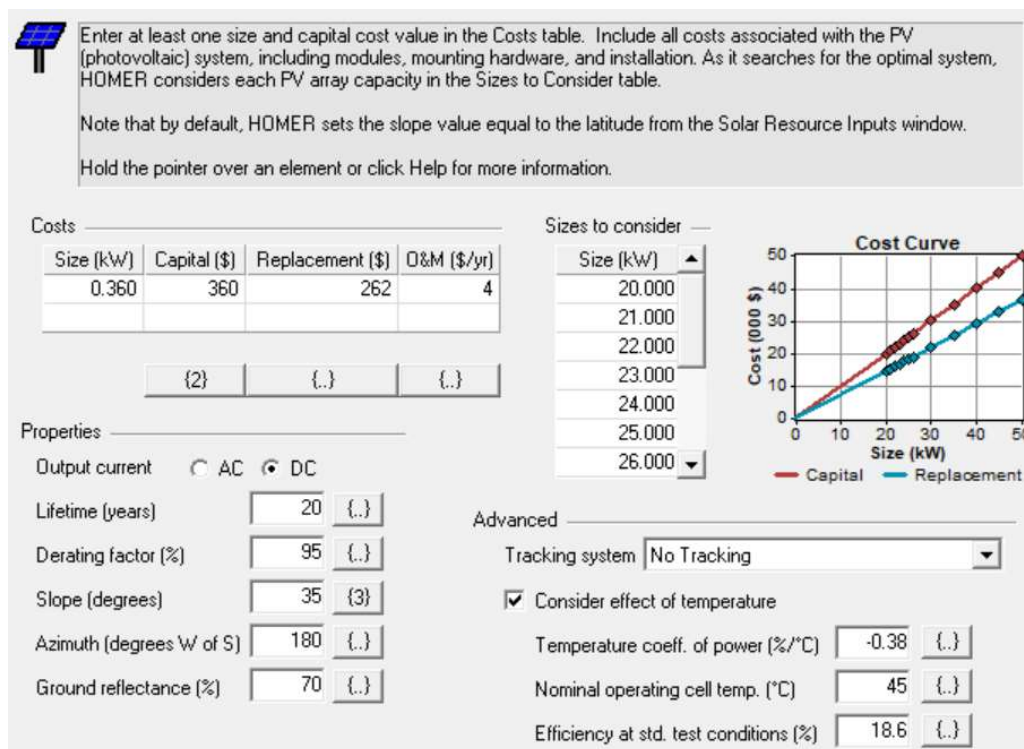 Enter at least one size and capital cost value in the Costs table.  Include all costs associated with the PV
(photovoltaic) system, including modules, mounting hardware, and installation. As it searches for the optimal system,
HOMER considers each PV array capacity in the Sizes to Consider table.
Note that by default, HOMER sets the slope value equal to the latitude from the Solar Resource Inputs window.
Hold the pointer over an element or click Help for more information.
Costs
Size (kW) Capital ($) Replacement ($) O&M ($/yr)
0.360 360 262 4
{2} {..} {..}
Sizes to consider
Size (kW)
20.000
21.000
22.000
23.000
24.000
25.000
26.000
Cost Curve
Cost (000 $)
50
40
30
20
10
0
0 10 20 30 40 50
Size (kW)
Capital Replacement
Properties
Output current AC DC
Lifetime (years) 20 {..}
Derating factor (%) 95 {..}
Slope (degrees) 35 {3}
Azimuth (degrees W of S) 180 {..}
Ground reflectance (%) 70 {..}
Advanced
Tracking system No Tracking
Consider effect of temperature
Temperature coeff. of power (%/°C) -0.38 {..}
Nominal operating cell temp. (°C) 45 {..}
Efficiency at std. test conditions (%) 18.6 {..}